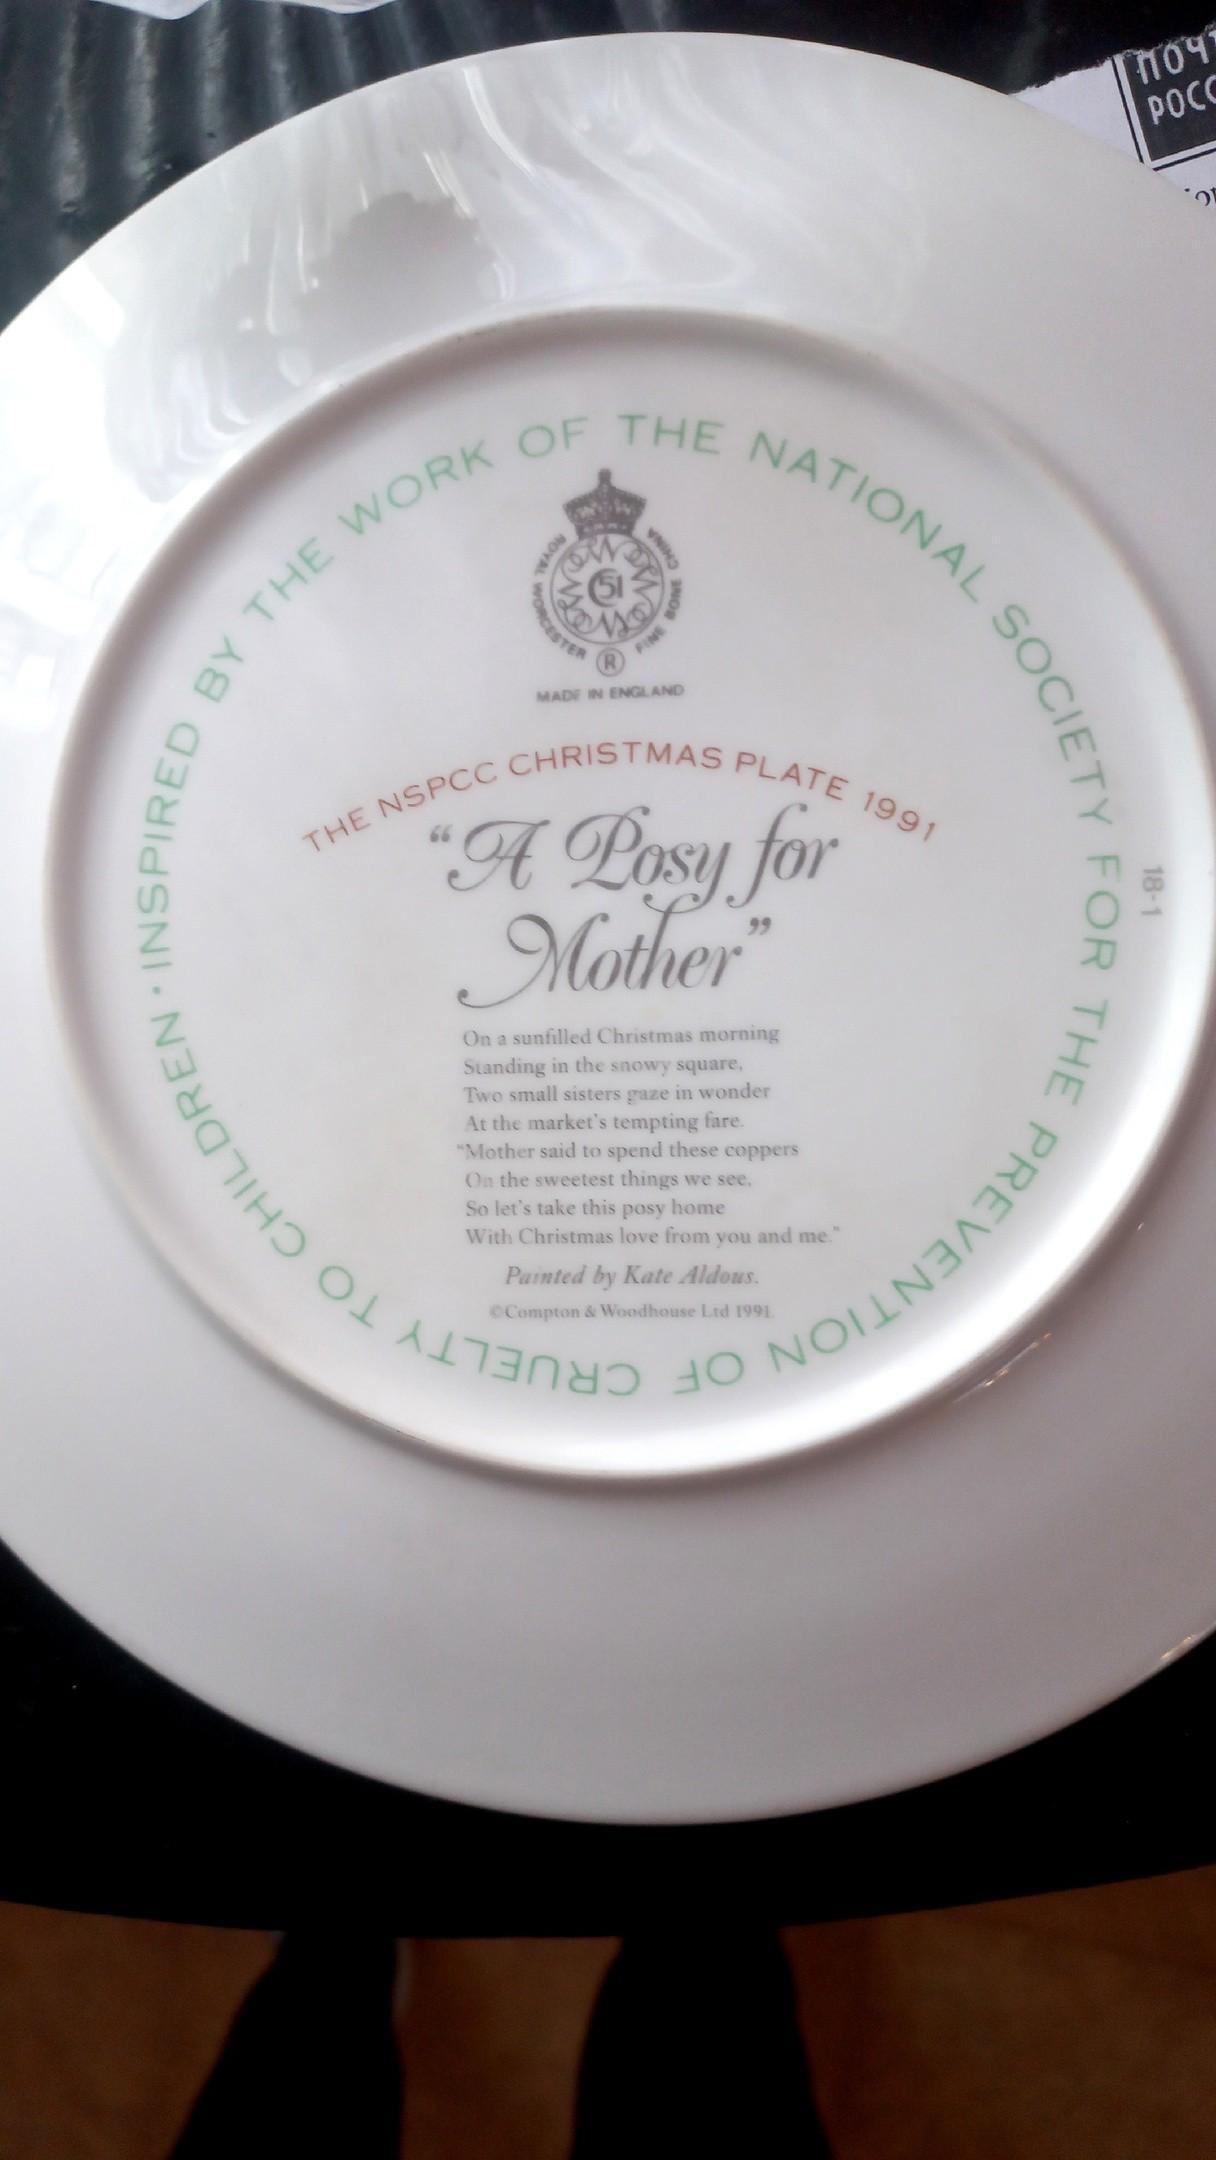 ПОЧТ
РОСС
INSPIRED BY THE WORK OF THE NATIONAL SOCIETY FOR THE PREVENTION OF CRUELTY TO CHILDREN ·
51
ROYAL WORCESTER FINE BONE CHINA
®
MADE IN ENGLAND
THE NSPCC CHRISTMAS PLATE 1991
“A Posy for
Mother”
18-1
On a sunfilled Christmas morning
Standing in the snowy square,
Two small sisters gaze in wonder
At the market's tempting fare.
“Mother said to spend these coppers
On the sweetest things we see,
So let's take this posy home
With Christmas love from you and me.”
Painted by Kate Aldous.
©Compton & Woodhouse Ltd 1991.